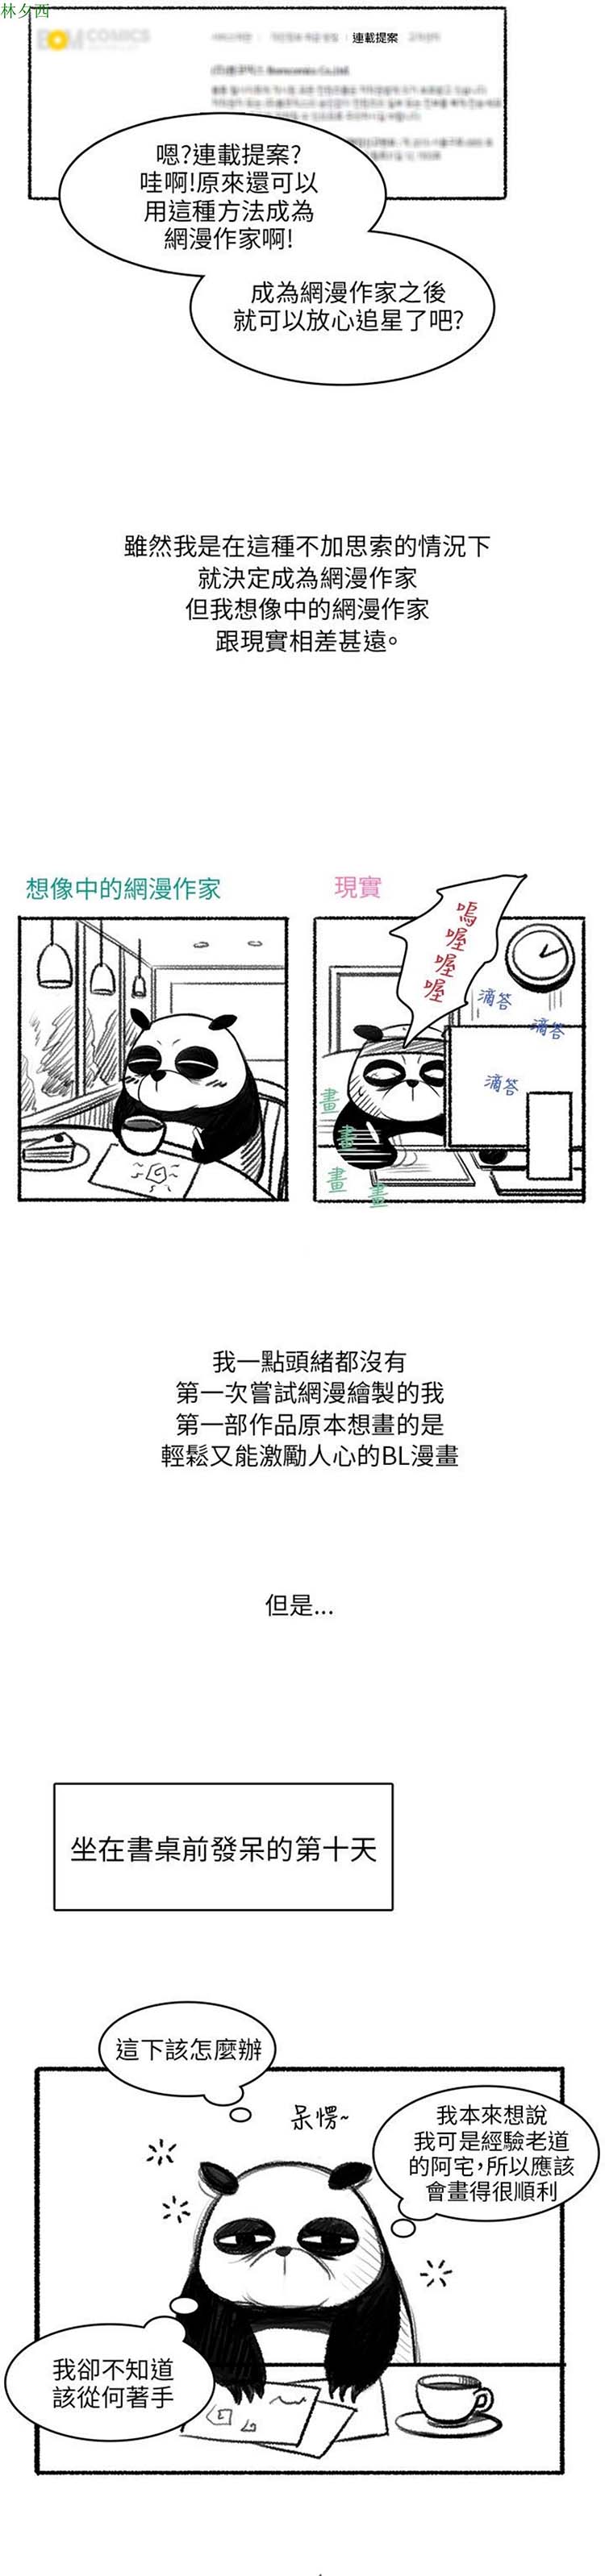 林夕西
BOM COMICS
連載提案
嗯?連載提案?
哇啊!原來還可以
用這種方法成為
網漫作家啊!
成為網漫作家之後
就可以放心追星了吧?
雖然我是在這種不加思索的情況下
就決定成為網漫作家
但我想像中的網漫作家
跟現實相差甚遠。
想像中的網漫作家
現實
嗚喔喔喔
滴答
滴答
滴答
畫
畫
畫
畫
我一點頭緒都沒有
第一次嘗試網漫繪製的我
第一部作品原本想畫的是
輕鬆又能激勵人心的BL漫畫
但是...
坐在書桌前發呆的第十天
這下該怎麼辦
呆愣~
我本來想說
我可是經驗老道
的阿宅,所以應該
會畫得很順利
我卻不知道
該從何著手